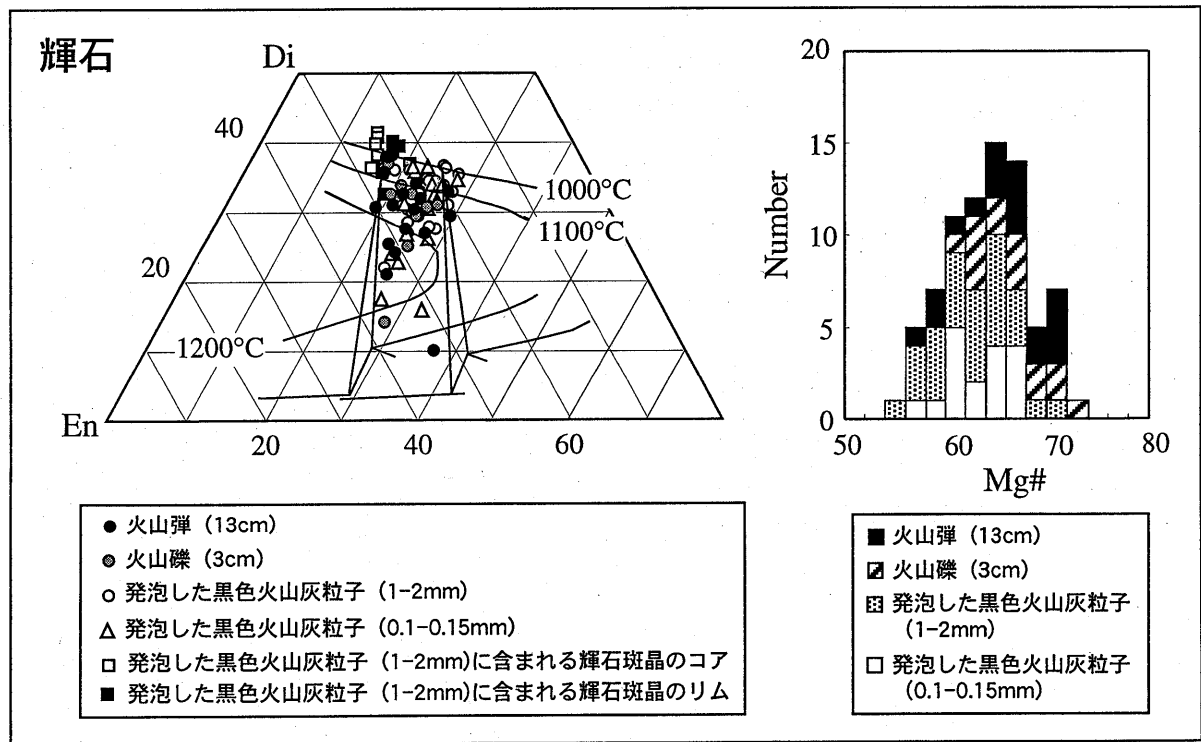 輝石
Di
40
20
En
20
40
60
1000°C
1100°C
1200°C
20
15
10
5
0
Number
50
60
70
80
Mg#
● 火山弾（13cm）
火山礫（3cm）
○ 発泡した黒色火山灰粒子（1-2mm）
△ 発泡した黒色火山灰粒子（0.1-0.15mm）
□ 発泡した黒色火山灰粒子（1-2mm)に含まれる輝石斑晶のコア
■ 発泡した黒色火山灰粒子（1-2mm)に含まれる輝石斑晶のリム
火山弾（13cm）
火山礫（3cm）
発泡した黒色火山灰粒子
（1-2mm）
発泡した黒色火山灰粒子
（0.1-0.15mm）